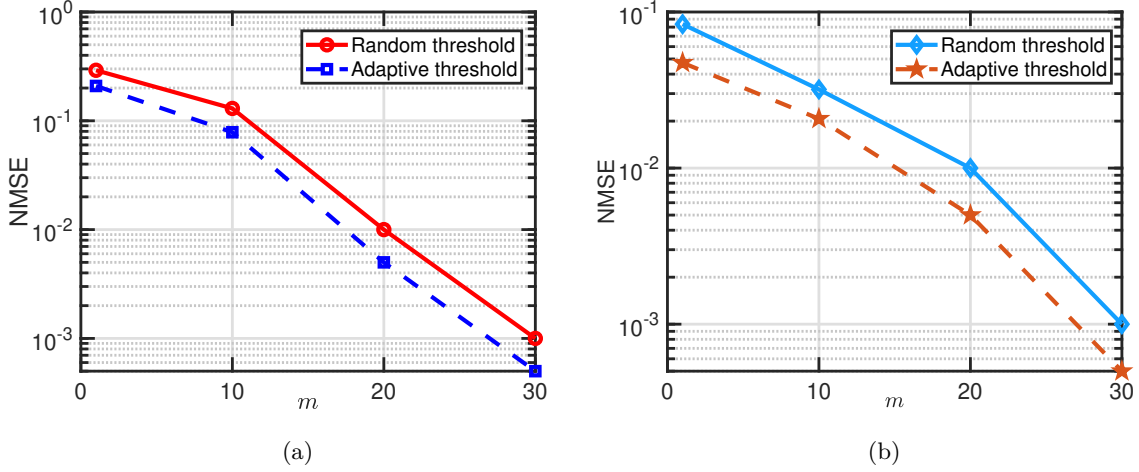 10^0
10^-1
10^-2
10^-3
NMSE
0
10
20
30
m
Random threshold
Adaptive threshold
(a)
10^-1
10^-2
10^-3
NMSE
0
10
20
30
m
Random threshold
Adaptive threshold
(b)